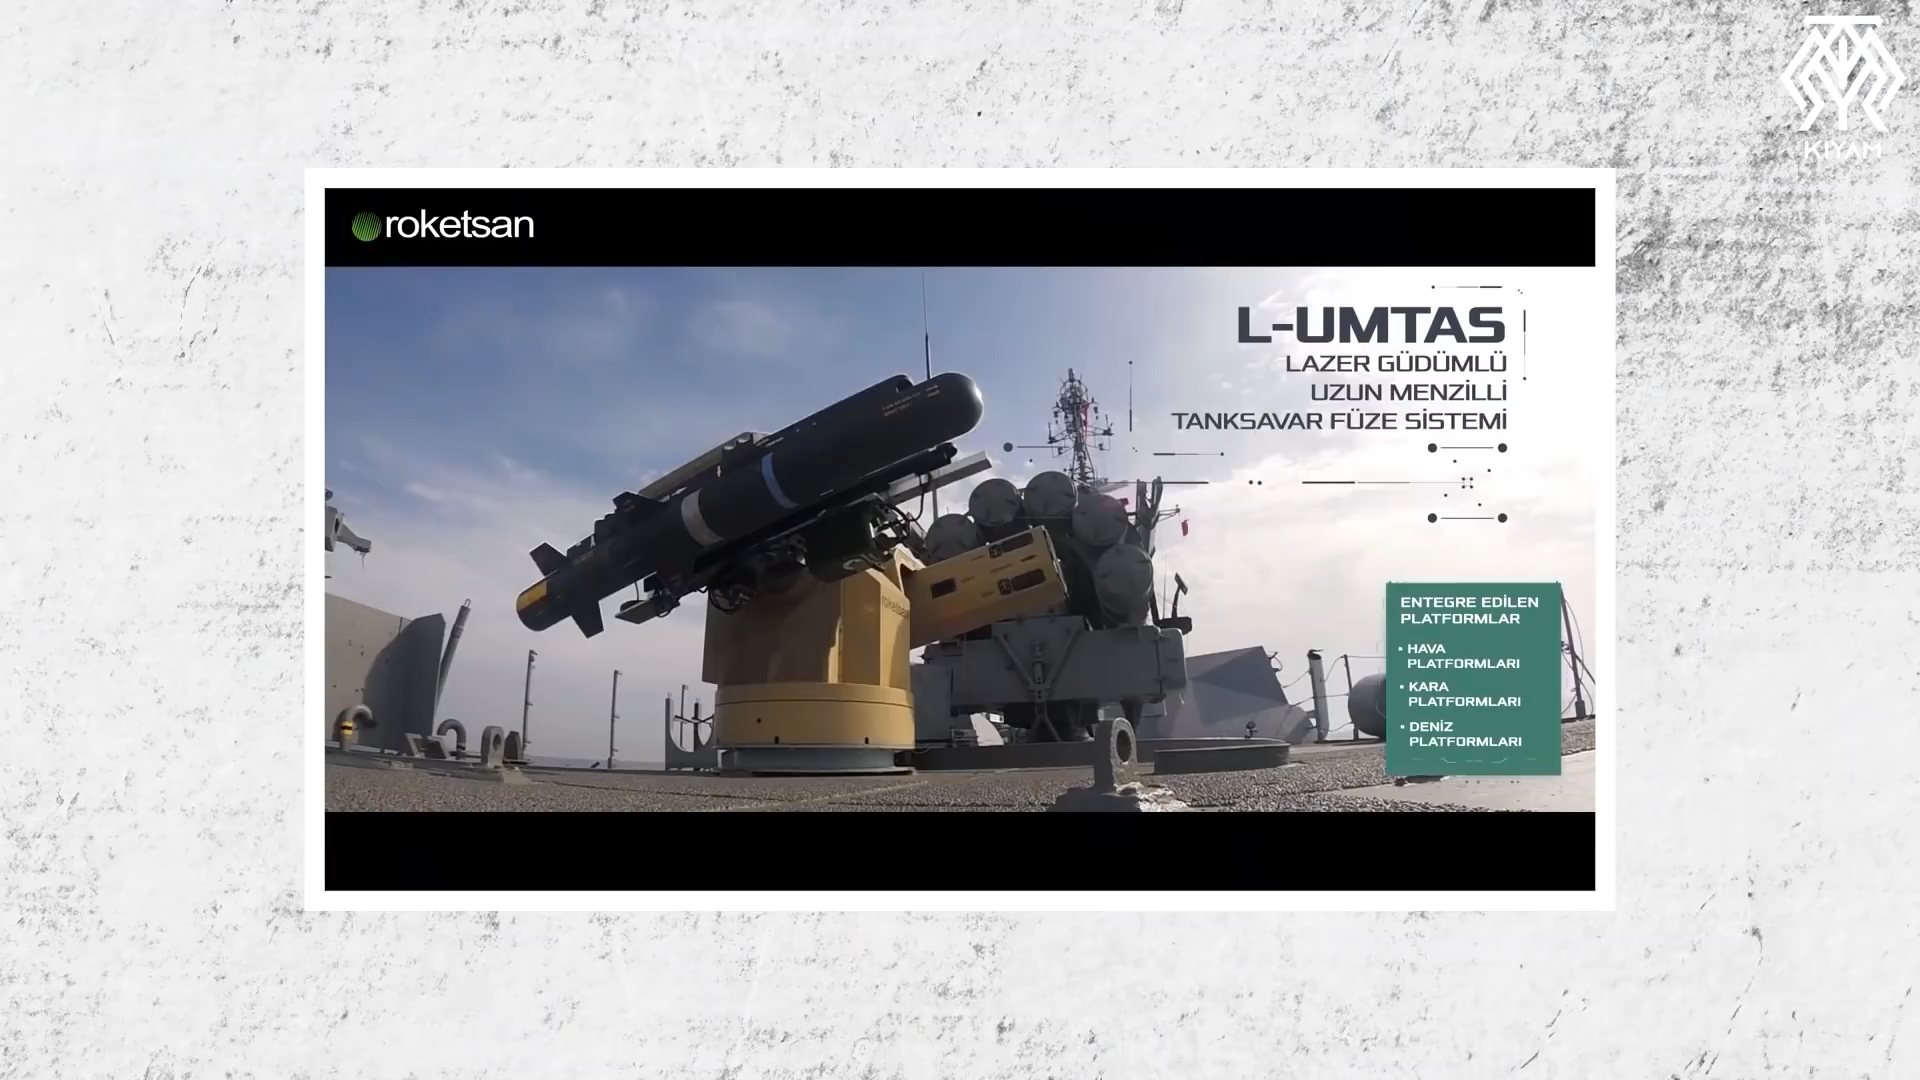 KIYAM
roketsan
L-UMTAS
LAZER GÜDÜMLÜ
UZUN MENZİLLİ
TANKSAVAR FÜZE SİSTEMİ
roketsan
ENTEGRE EDİLEN
PLATFORMLAR
• HAVA
PLATFORMLARI
• KARA
PLATFORMLARI
• DENİZ
PLATFORMLARI